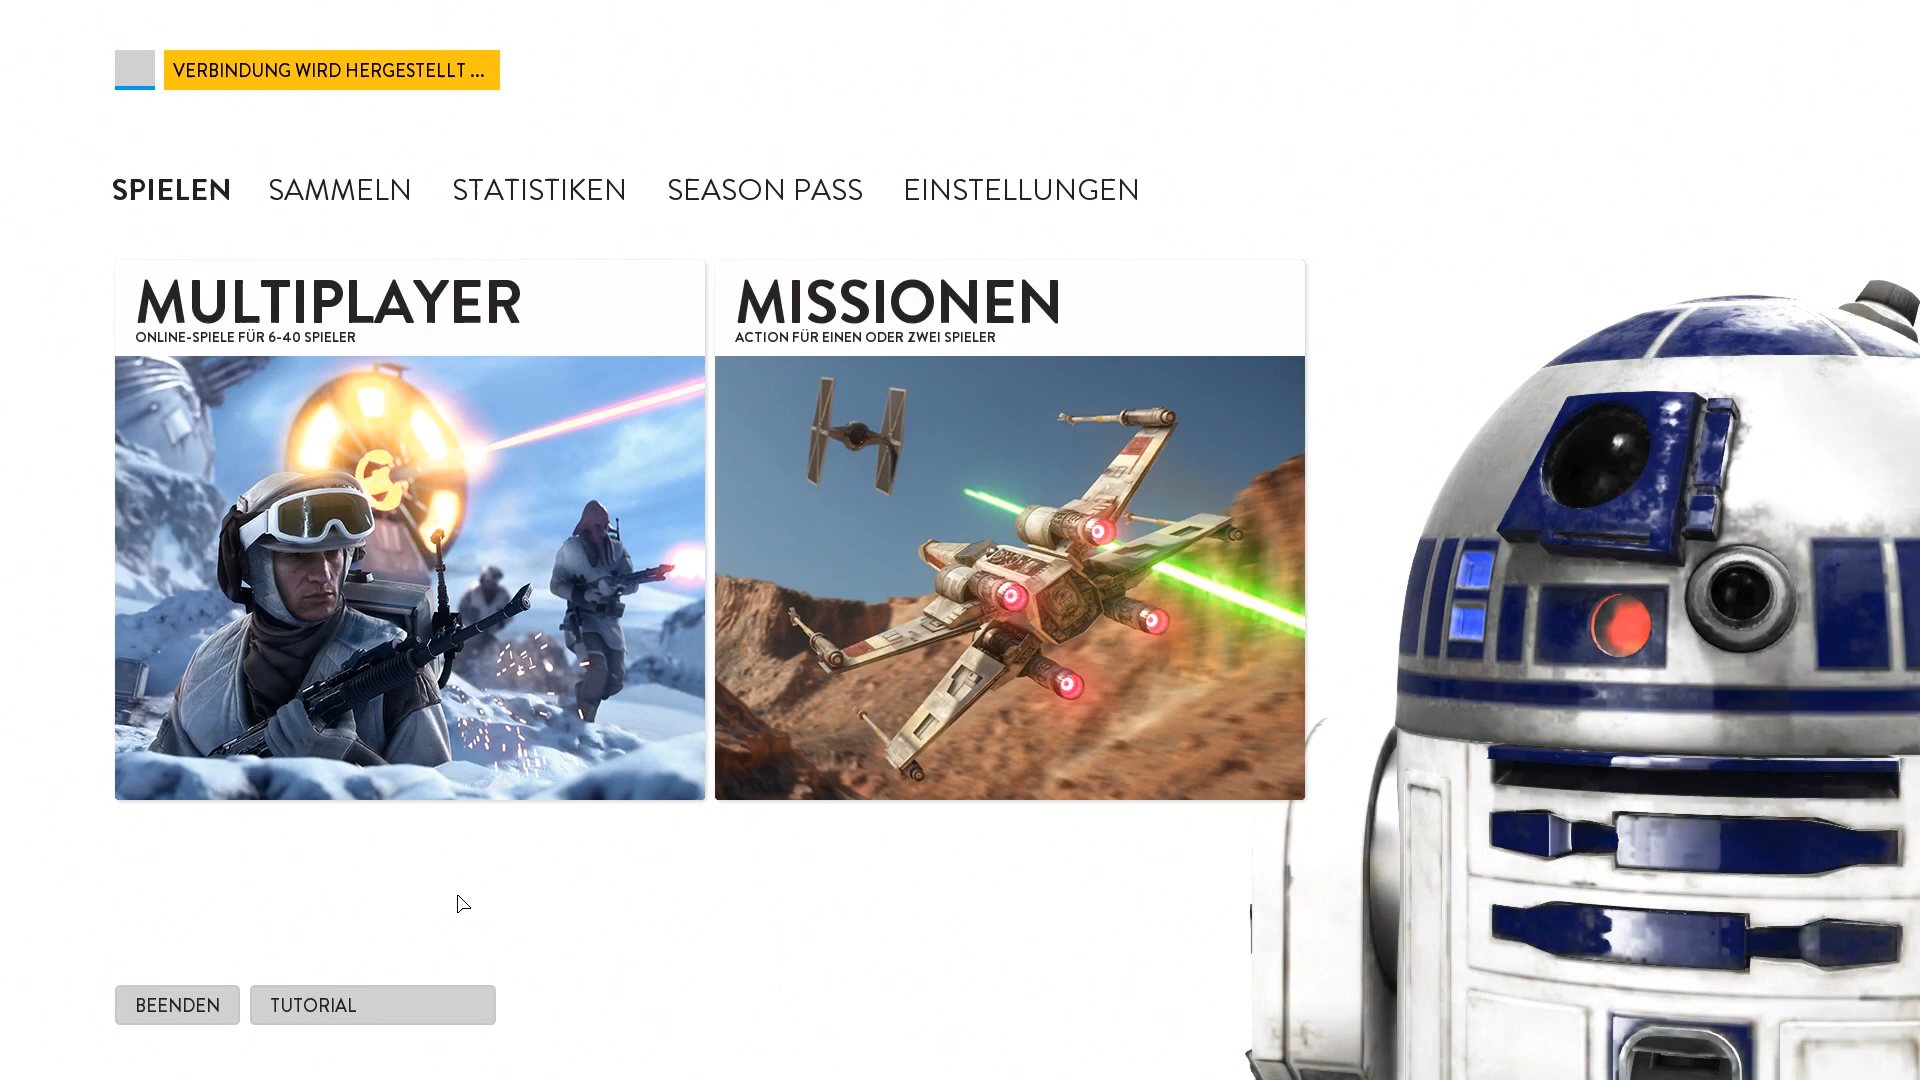 VERBINDUNG WIRD HERGESTELLT ...
SPIELEN SAMMELN STATISTIKEN SEASON PASS EINSTELLUNGEN
MULTIPLAYER
ONLINE-SPIELE FÜR 6-40 SPIELER
MISSIONEN
ACTION FÜR EINEN ODER ZWEI SPIELER
BEENDEN TUTORIAL